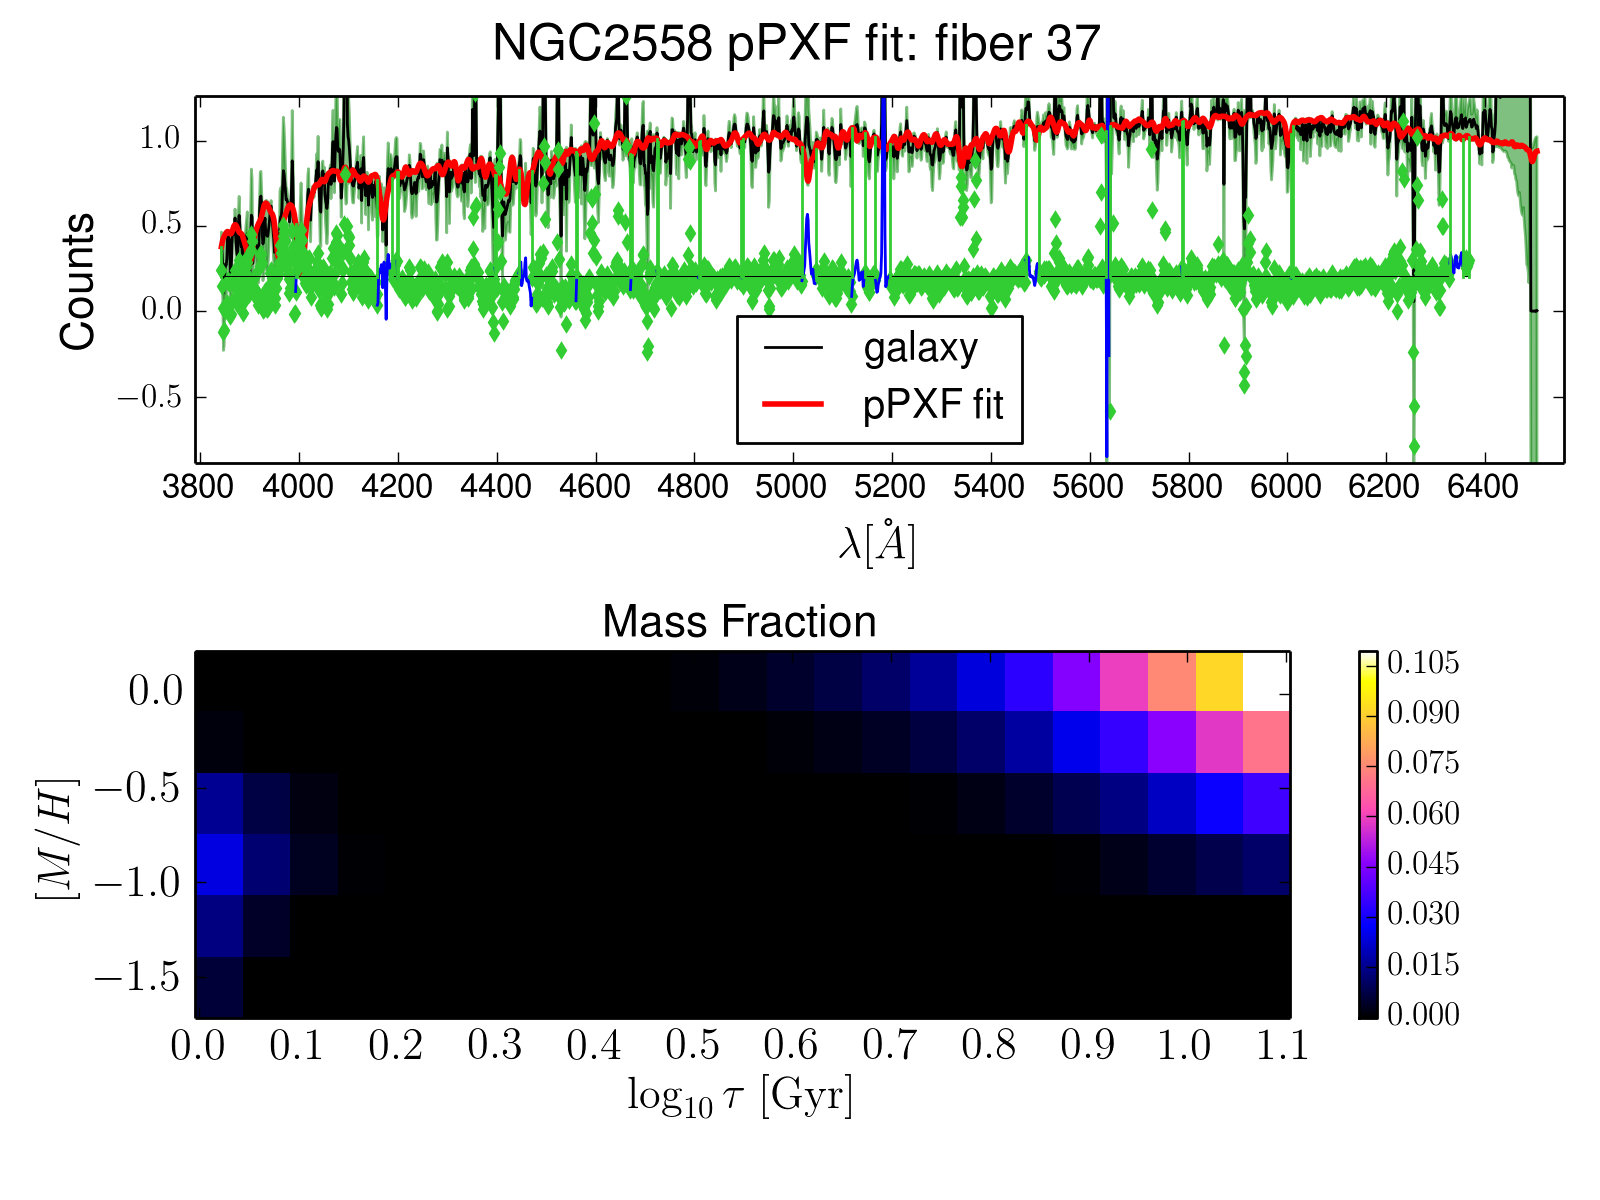 NGC2558 pPXF fit: fiber 37
Counts
1.0
0.5
0.0
−0.5
galaxy
pPXF fit
3800 4000 4200 4400 4600 4800 5000 5200 5400 5600 5800 6000 6200 6400
λ[Å]
Mass Fraction
[M/H]
0.0
−0.5
−1.0
−1.5
0.0 0.1 0.2 0.3 0.4 0.5 0.6 0.7 0.8 0.9 1.0 1.1
log₁₀ τ [Gyr]
0.105
0.090
0.075
0.060
0.045
0.030
0.015
0.000